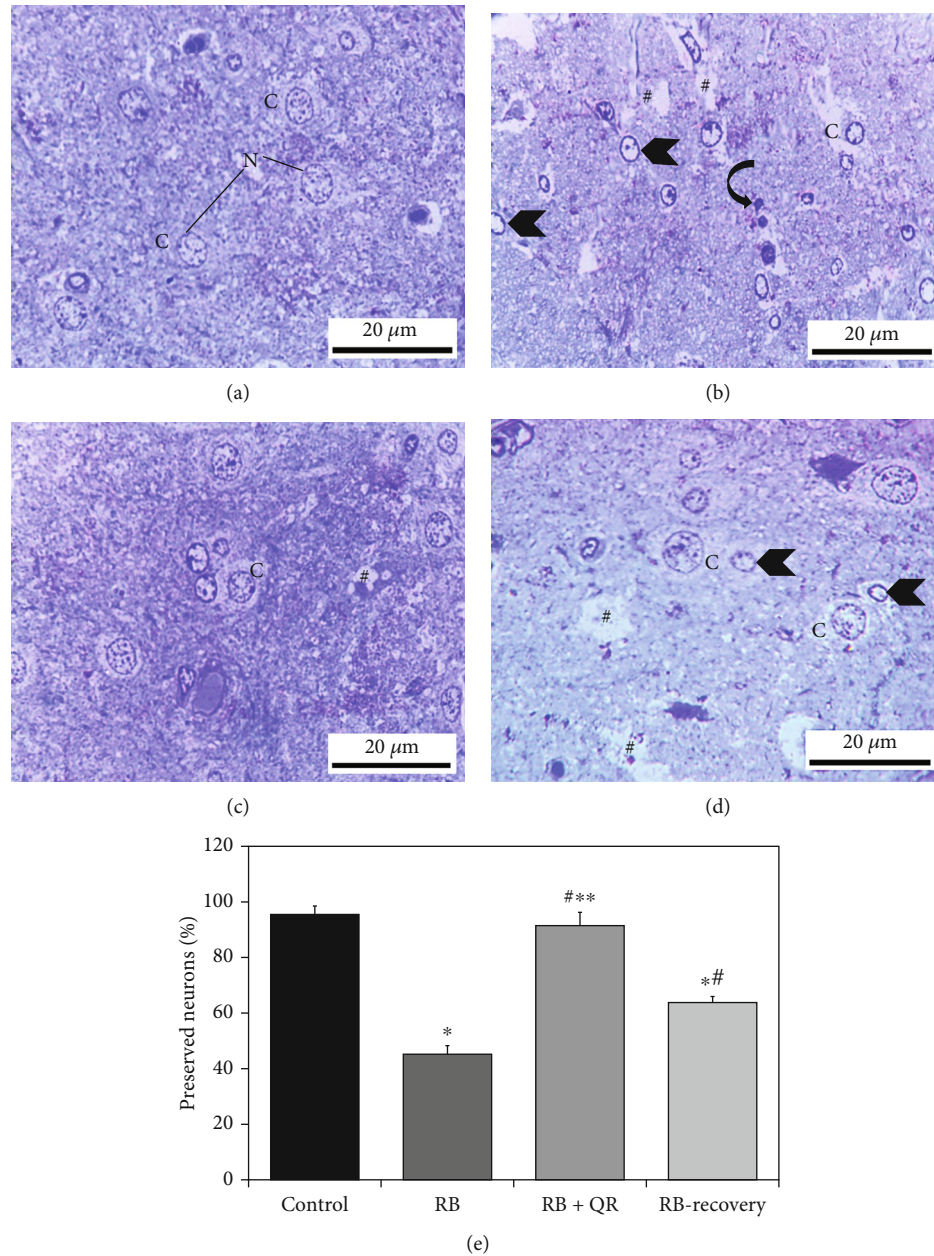 C
N
C
20 μm
(a)
#
#
C
20 μm
(b)
C
#
20 μm
(c)
C
C
#
#
20 μm
(d)
Preserved neurons (%)
120
100
80
60
40
20
0
*
#**
*#
Control
RB
RB + QR
RB-recovery
(e)